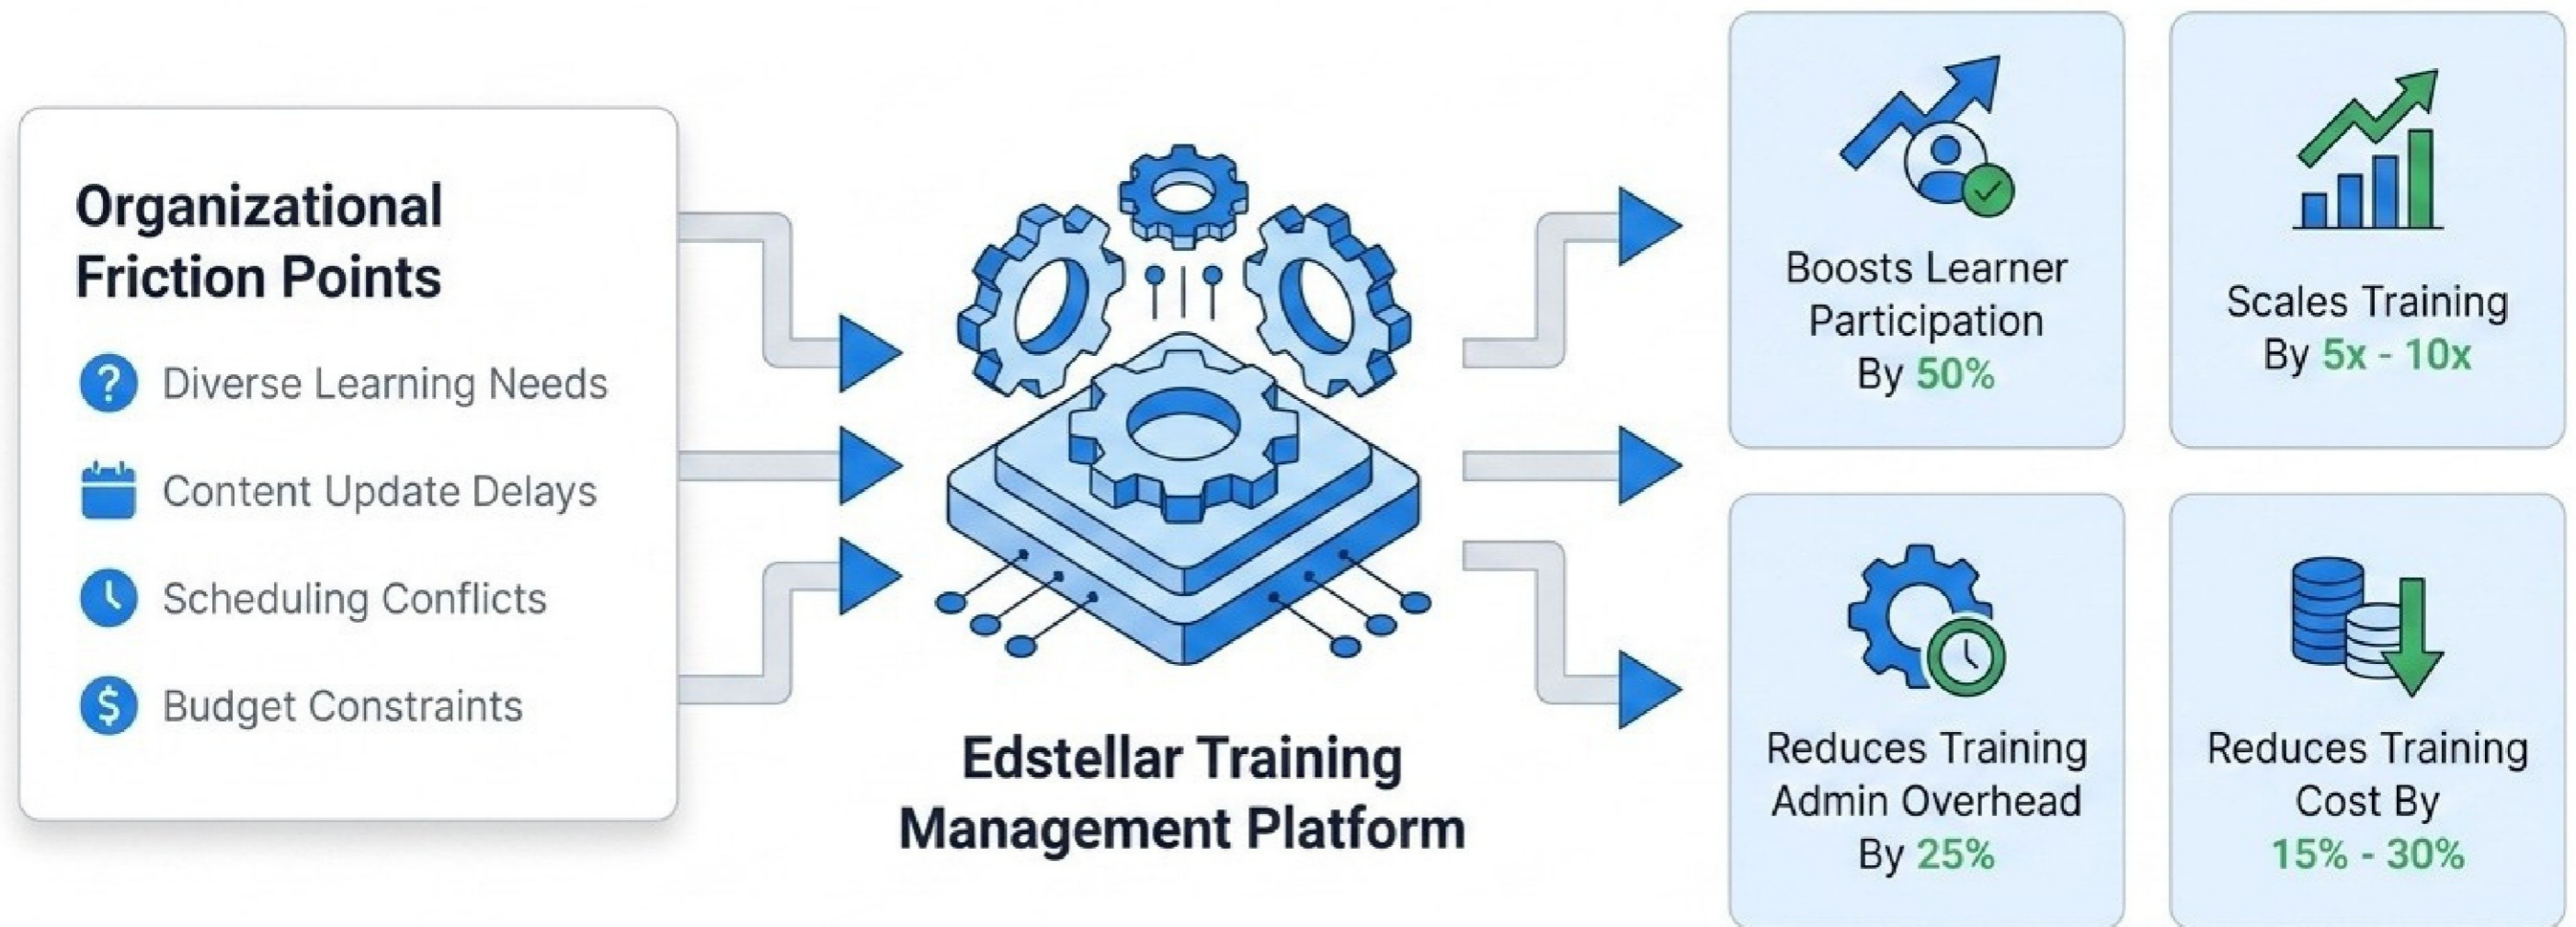 Organizational
Friction Points
Diverse Learning Needs
Content Update Delays
Scheduling Conflicts
Budget Constraints
Edstellar Training
Management Platform
Boosts Learner
Participation
By 50%
Scales Training
By 5x - 10x
Reduces Training
Admin Overhead
By 25%
Reduces Training
Cost By
15% - 30%